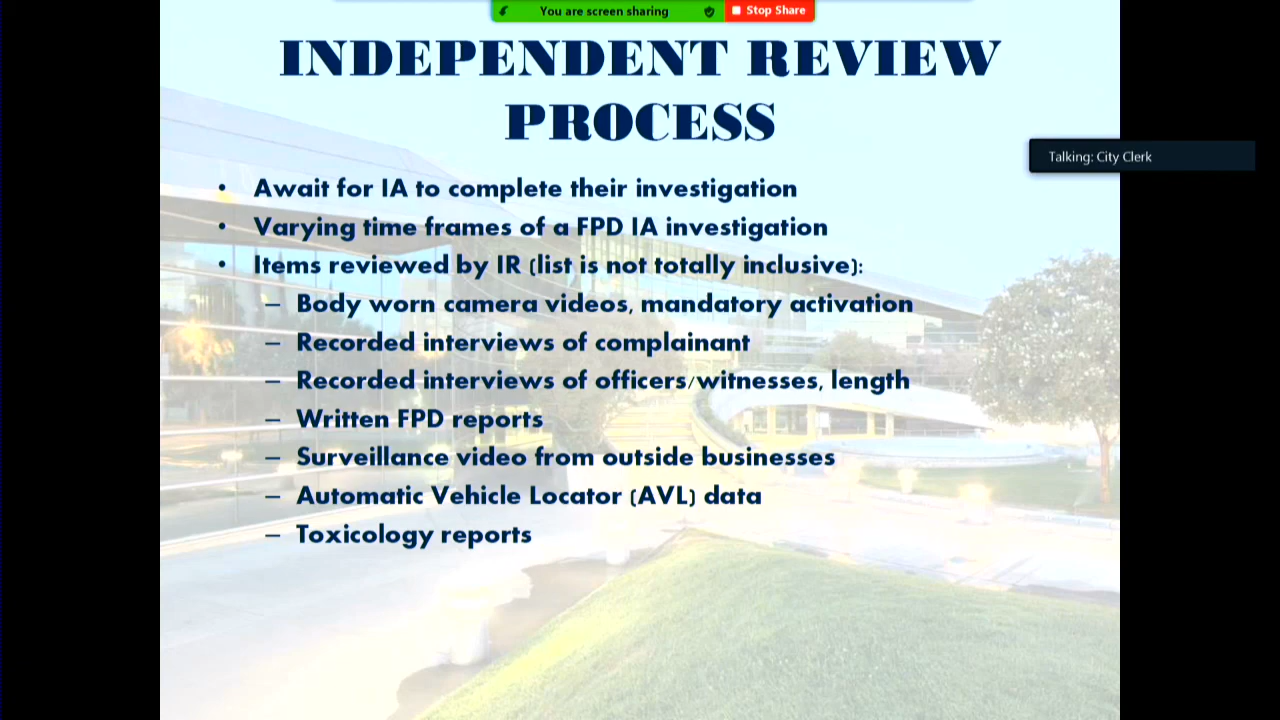 You are screen sharing Stop Share
INDEPENDENT REVIEW
PROCESS
Talking: City Clerk
• Await for IA to complete their investigation
• Varying time frames of a FPD IA investigation
• Items reviewed by IR (list is not totally inclusive):
– Body worn camera videos, mandatory activation
– Recorded interviews of complainant
– Recorded interviews of officers/witnesses, length
– Written FPD reports
– Surveillance video from outside businesses
– Automatic Vehicle Locator (AVL) data
– Toxicology reports